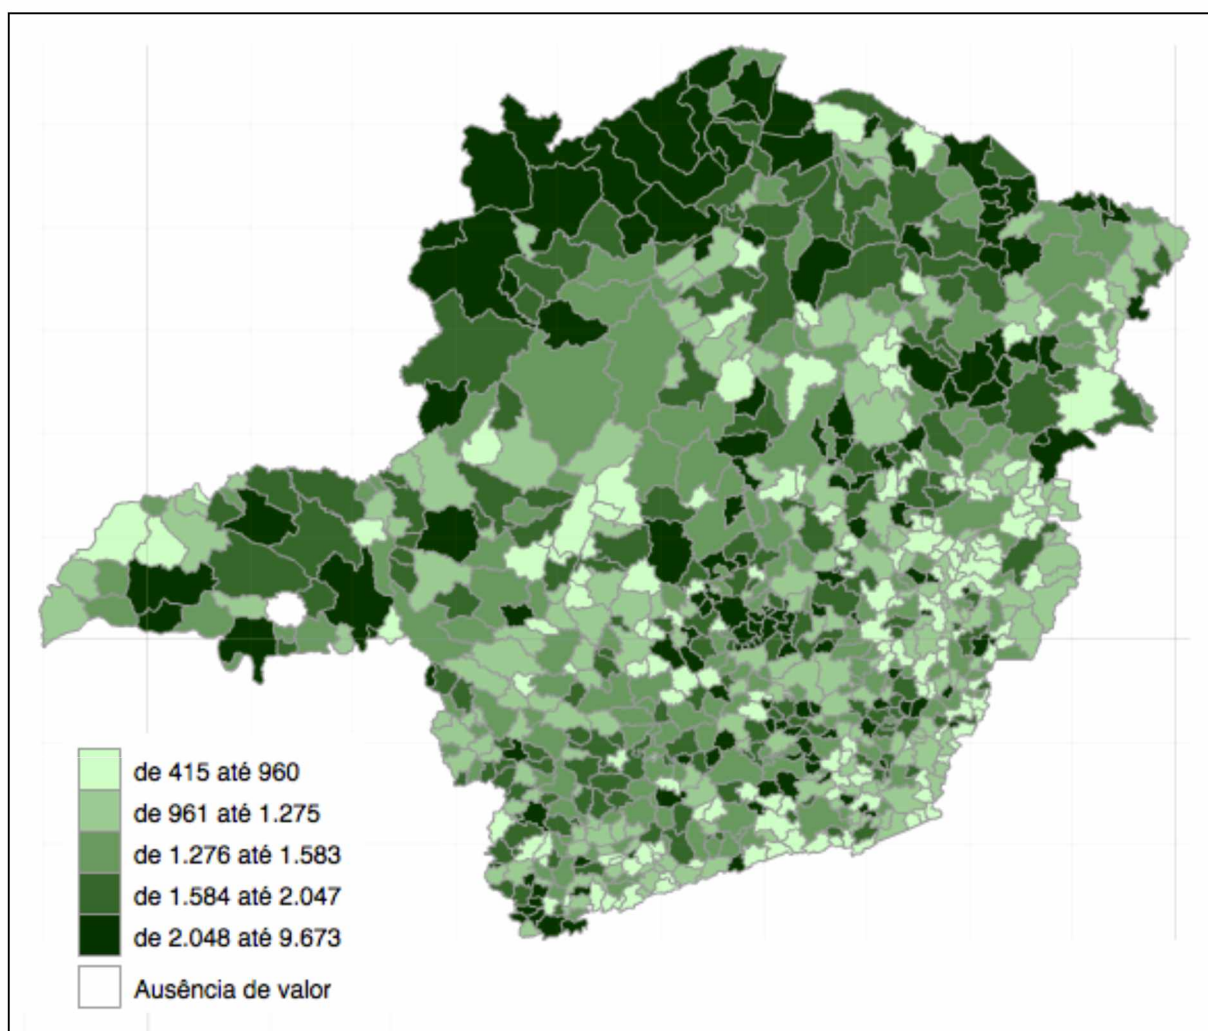 de 415 até 960
de 961 até 1.275
de 1.276 até 1.583
de 1.584 até 2.047
de 2.048 até 9.673
Ausência de valor